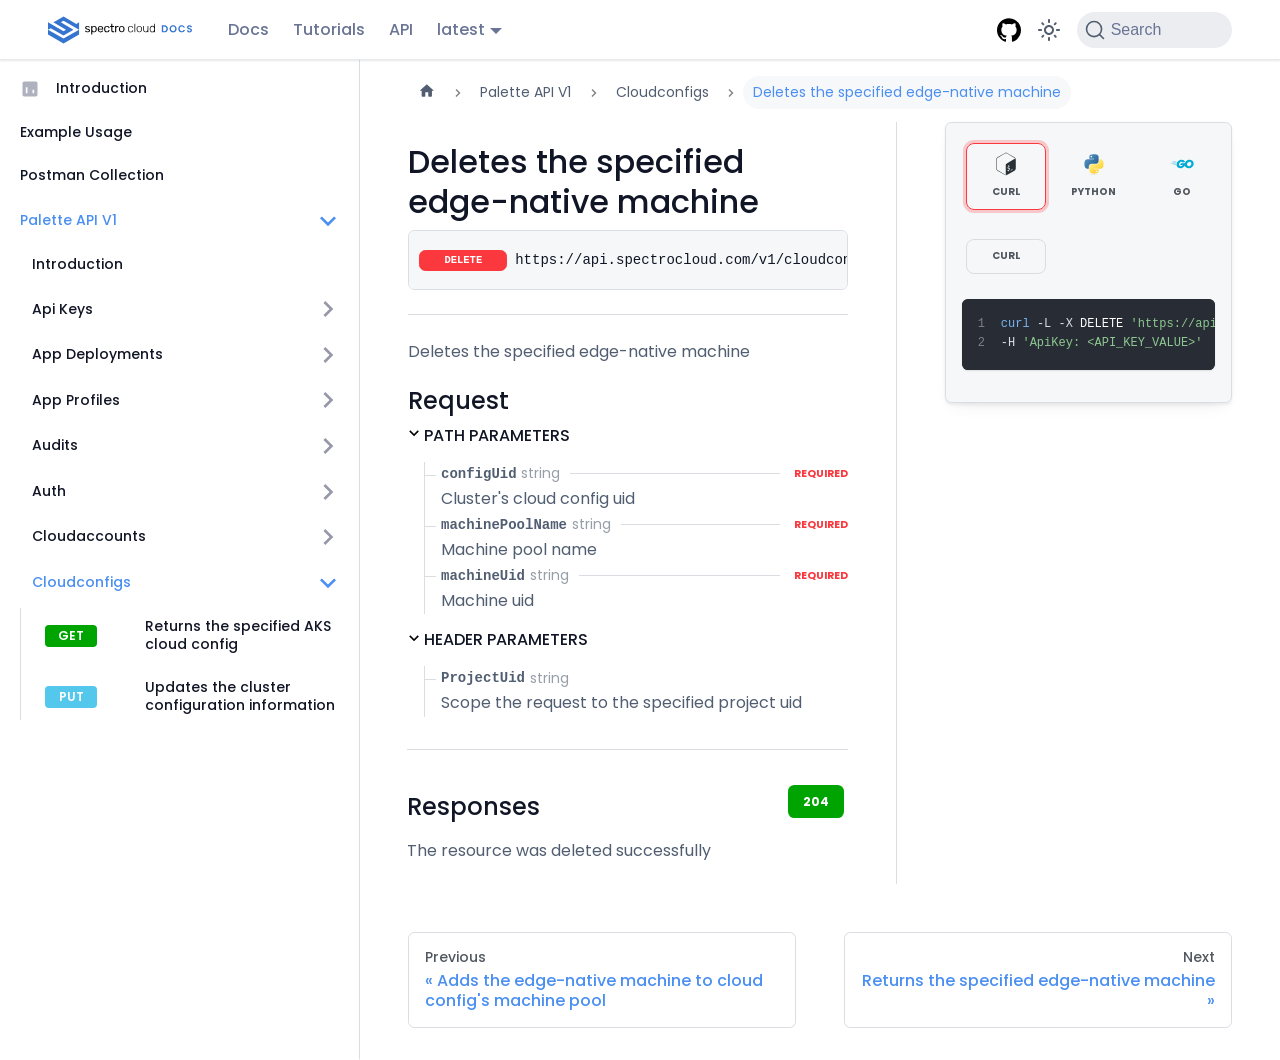 spectro cloud DOCS
Docs
Tutorials
API
latest
Search
Introduction
Example Usage
Postman Collection
Palette API V1
Introduction
Api Keys
App Deployments
App Profiles
Audits
Auth
Cloudaccounts
Cloudconfigs
GET
Returns the specified AKS
cloud config
PUT
Updates the cluster
configuration information
Palette API V1
Cloudconfigs
Deletes the specified edge-native machine
Deletes the specified
edge-native machine
DELETE https://api.spectrocloud.com/v1/cloudcon
Deletes the specified edge-native machine
Request
PATH PARAMETERS
configUid string REQUIRED
Cluster's cloud config uid
machinePoolName string REQUIRED
Machine pool name
machineUid string REQUIRED
Machine uid
HEADER PARAMETERS
ProjectUid string
Scope the request to the specified project uid
Responses
204
The resource was deleted successfully
CURL
PYTHON
GO
CURL
1 curl -L -X DELETE 'https://api
2 -H 'ApiKey: <API_KEY_VALUE>'
Previous
« Adds the edge-native machine to cloud
config's machine pool
Next
Returns the specified edge-native machine
»